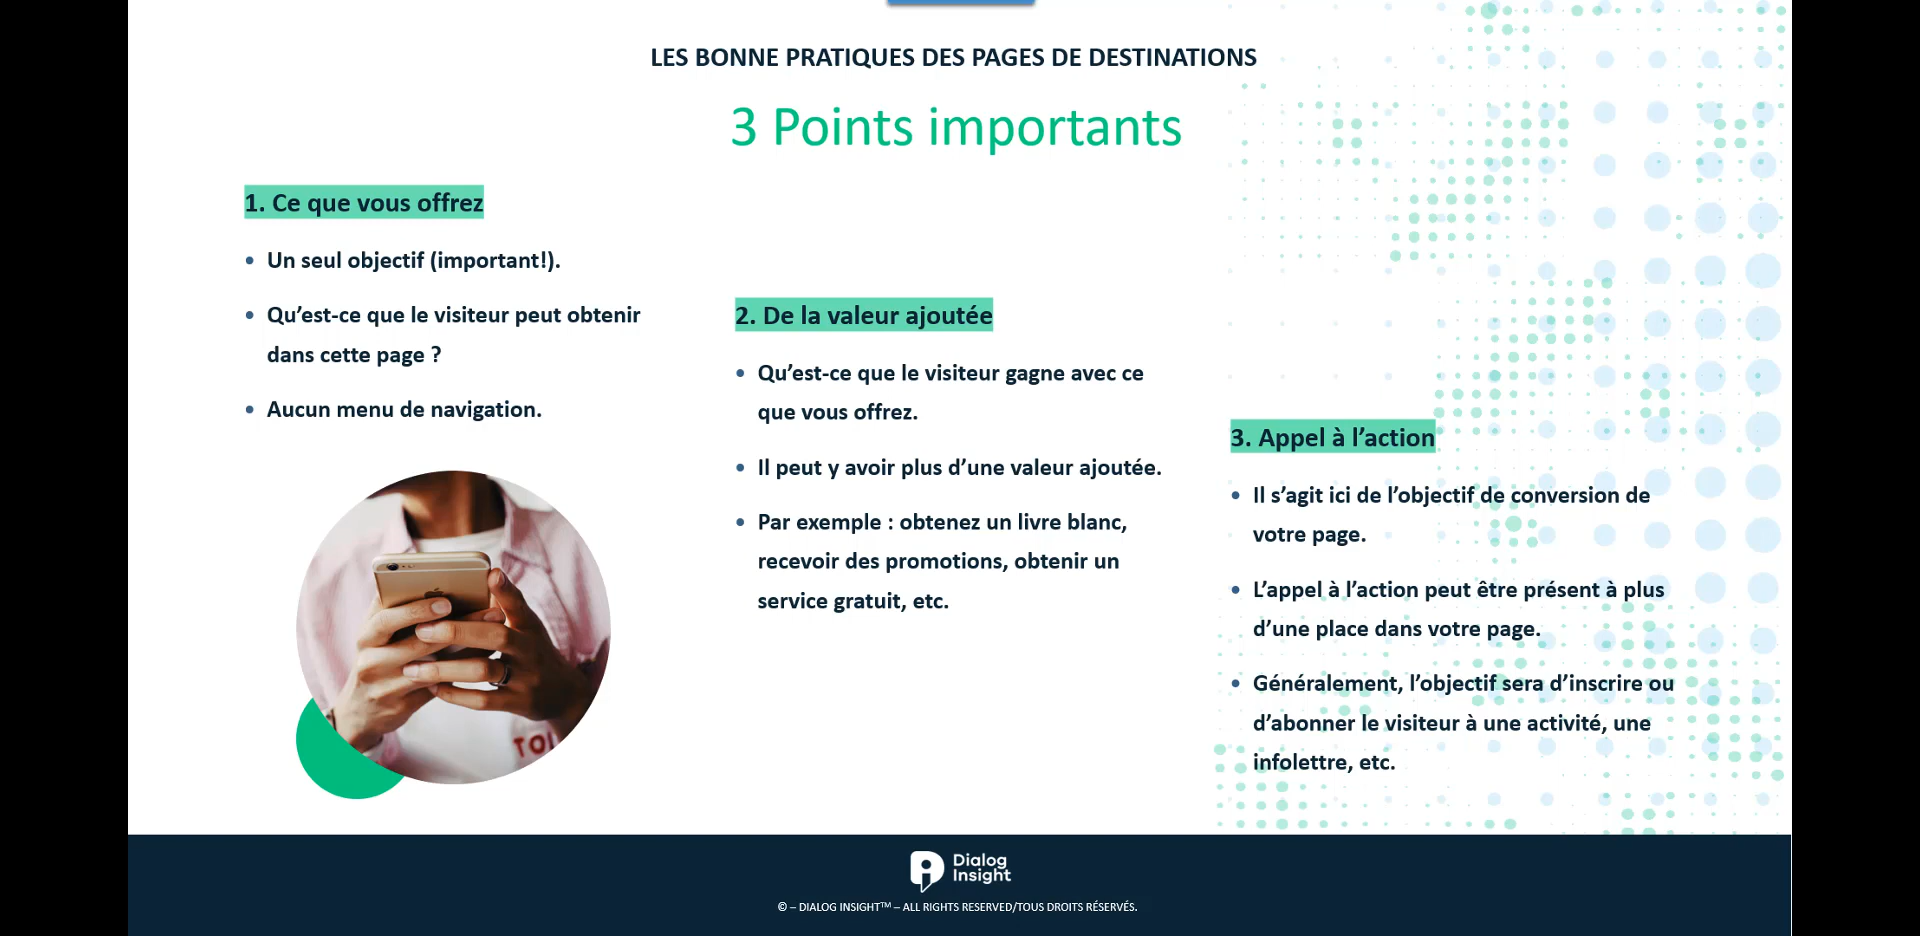 LES BONNE PRATIQUES DES PAGES DE DESTINATIONS
3 Points importants
1. Ce que vous offrez
• Un seul objectif (important!).
• Qu’est-ce que le visiteur peut obtenir
dans cette page ?
• Aucun menu de navigation.
TOI
2. De la valeur ajoutée
• Qu’est-ce que le visiteur gagne avec ce
que vous offrez.
• Il peut y avoir plus d’une valeur ajoutée.
• Par exemple : obtenez un livre blanc,
recevoir des promotions, obtenir un
service gratuit, etc.
3. Appel à l’action
• Il s’agit ici de l’objectif de conversion de
votre page.
• L’appel à l’action peut être présent à plus
d’une place dans votre page.
• Généralement, l’objectif sera d’inscrire ou
d’abonner le visiteur à une activité, une
infolettre, etc.
Dialog
Insight
© – DIALOG INSIGHT™ – ALL RIGHTS RESERVED/TOUS DROITS RÉSERVÉS.